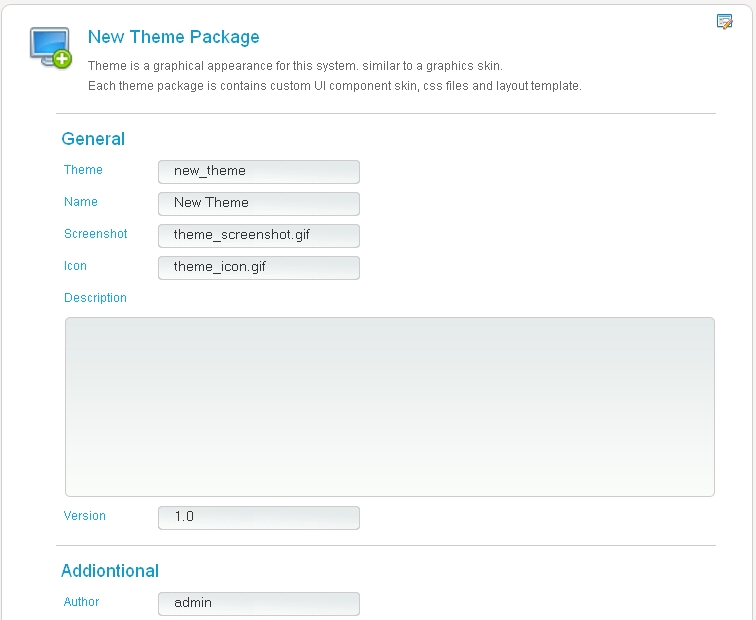 New Theme Package
Theme is a graphical appearance for this system. similar to a graphics skin.
Each theme package is contains custom UI component skin, css files and layout template.
General
Theme new_theme
Name New Theme
Screenshot theme_screenshot.gif
Icon theme_icon.gif
Description
Version 1.0
Addiontional
Author admin